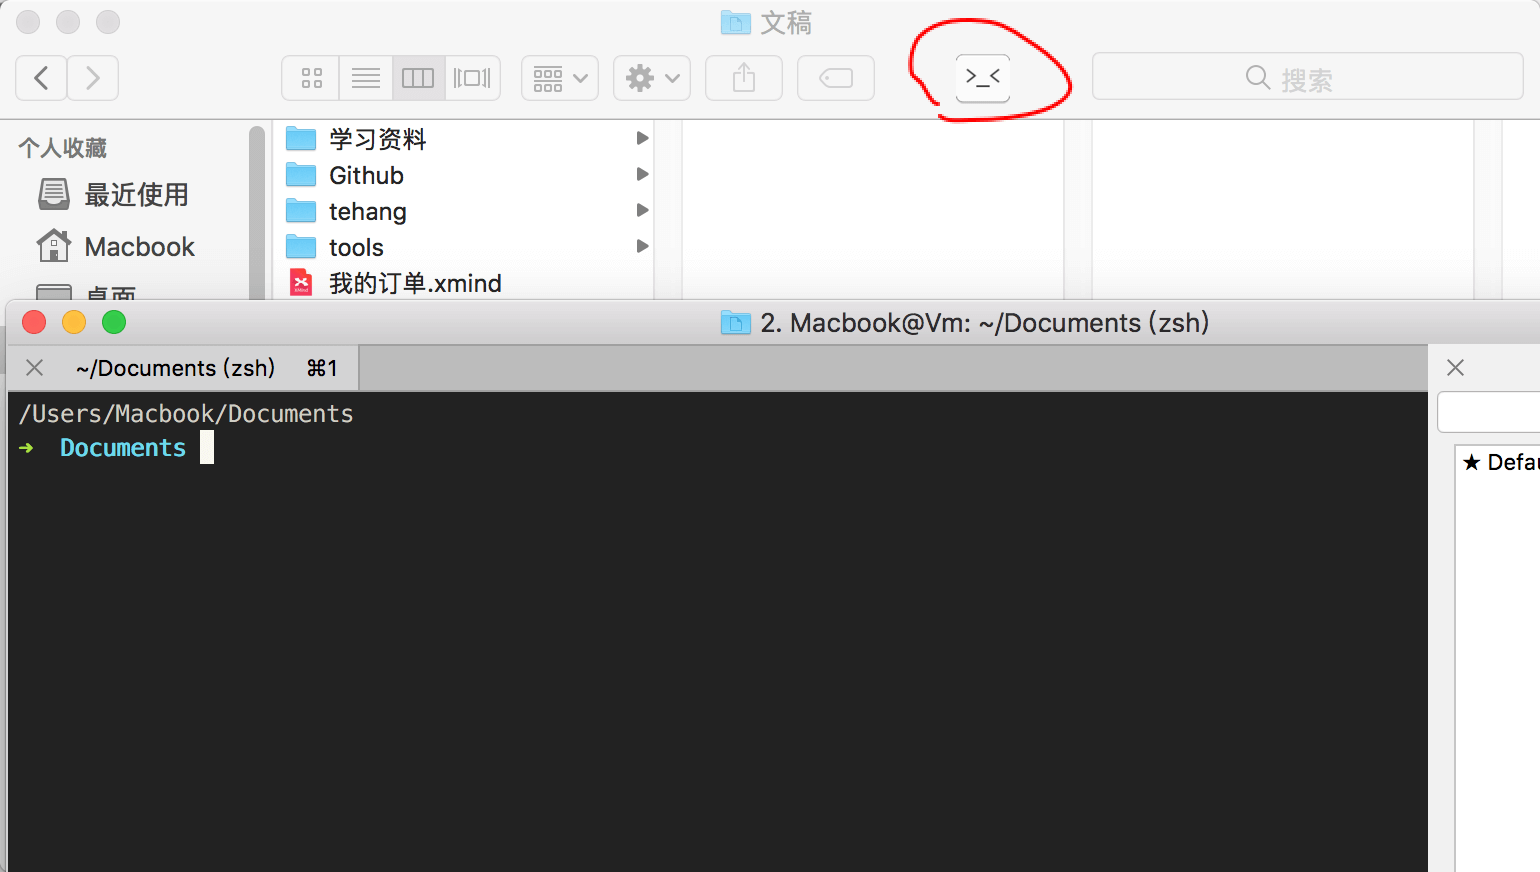 文稿
>_<
搜索
个人收藏
最近使用
Macbook
桌面
学习资料
Github
tehang
tools
我的订单.xmind
2. Macbook@Vm: ~/Documents (zsh)
~/Documents (zsh) ⌘1
/Users/Macbook/Documents
➜ Documents
★ Defau